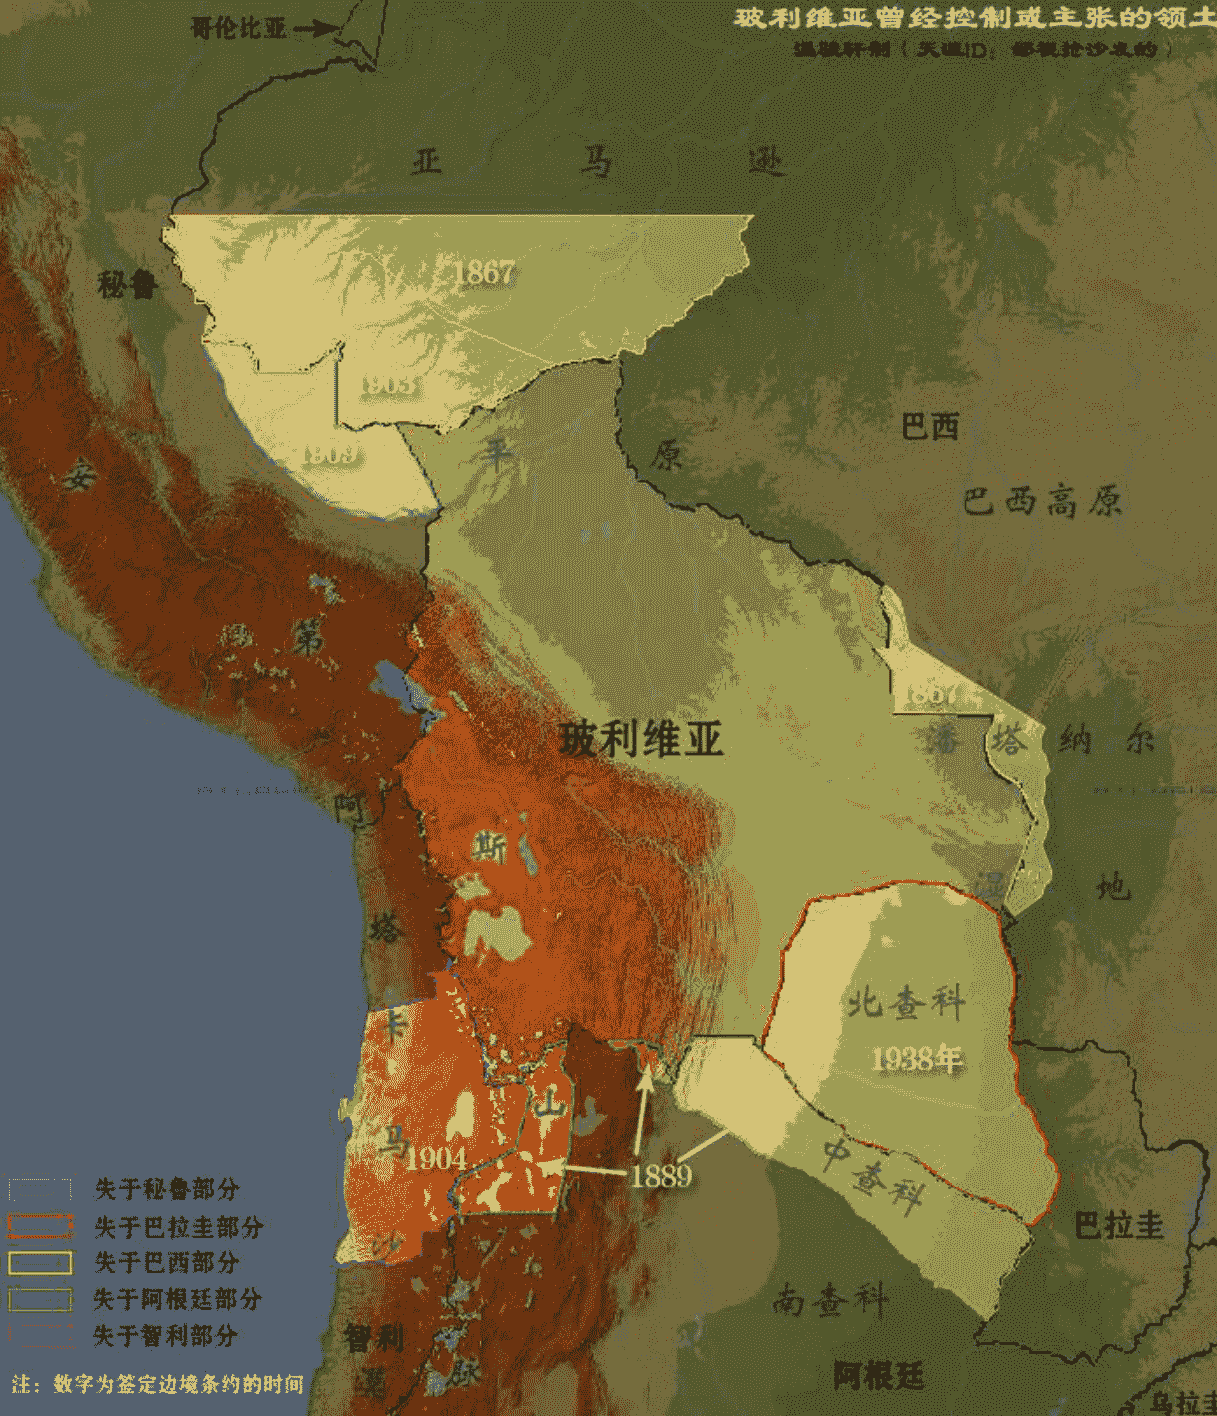 玻利维亚曾经控制或主张的领土
哥伦比亚
亚 马 逊
1867
秘鲁
1903
巴西
1909
平 原
安
巴西高原
第
1867
玻利维亚
潘 塔 纳 尔
阿
斯
湿 地
塔
北查科
卡
1938年
山
马
1904
中查科
1889
失于秘鲁部分
巴拉圭
失于巴拉圭部分
沙
失于巴西部分
失于阿根廷部分
南查科
失于智利部分
智利
脉
漠
阿根廷
注：数字为签定边境条约的时间
乌拉圭